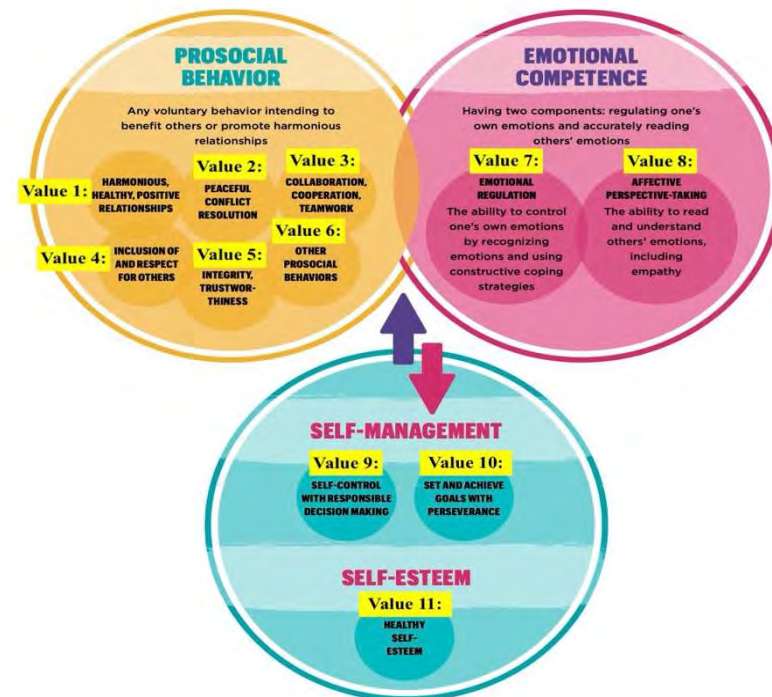 PROSOCIAL
BEHAVIOR
Any voluntary behavior intending to
benefit others or promote harmonious
relationships
Value 1:
HARMONIOUS,
HEALTHY, POSITIVE
RELATIONSHIPS
Value 2:
PEACEFUL
CONFLICT
RESOLUTION
Value 3:
COLLABORATION,
COOPERATION,
TEAMWORK
Value 4:
INCLUSION OF
AND RESPECT
FOR OTHERS
Value 5:
INTEGRITY,
TRUSTWOR-
THINESS
Value 6:
OTHER
PROSOCIAL
BEHAVIORS
EMOTIONAL
COMPETENCE
Having two components: regulating one's
own emotions and accurately reading
others' emotions
Value 7:
EMOTIONAL
REGULATION
The ability to control
one's own emotions
by recognizing
emotions and using
constructive coping
strategies
Value 8:
AFFECTIVE
PERSPECTIVE-TAKING
The ability to read
and understand
others' emotions,
including
empathy
SELF-MANAGEMENT
Value 9:
SELF-CONTROL
WITH RESPONSIBLE
DECISION MAKING
Value 10:
SET AND ACHIEVE
GOALS WITH
PERSEVERANCE
SELF-ESTEEM
Value 11:
HEALTHY
SELF-
ESTEEM